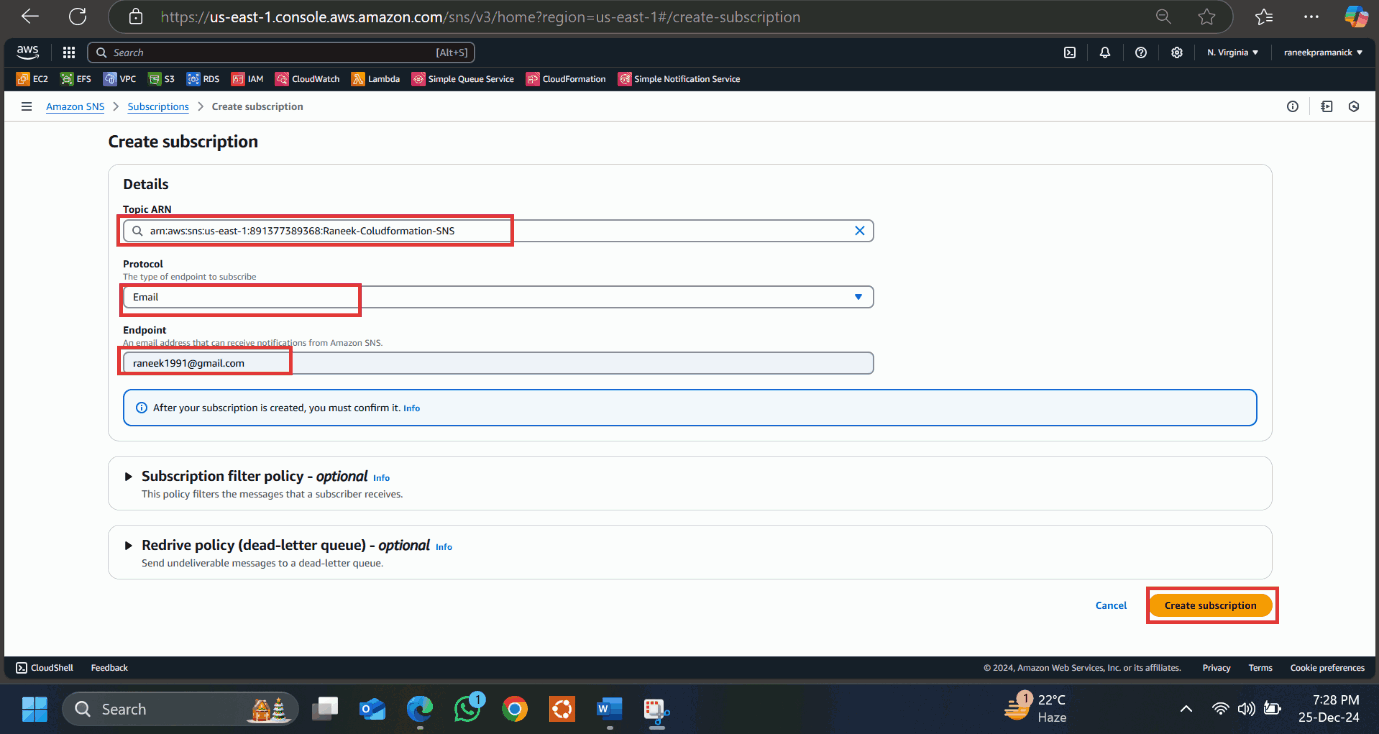 https://us-east-1.console.aws.amazon.com/sns/v3/home?region=us-east-1#/create-subscription
aws
Search [Alt+S]
N. Virginia
raneekpramanick
EC2 EFS VPC S3 RDS IAM CloudWatch Lambda Simple Queue Service CloudFormation Simple Notification Service
Amazon SNS > Subscriptions > Create subscription
Create subscription
Details
Topic ARN
arn:aws:sns:us-east-1:891377389368:Raneek-Coludformation-SNS
Protocol
The type of endpoint to subscribe
Email
Endpoint
An email address that can receive notifications from Amazon SNS.
raneek1991@gmail.com
After your subscription is created, you must confirm it. Info
Subscription filter policy - optional Info
This policy filters the messages that a subscriber receives.
Redrive policy (dead-letter queue) - optional Info
Send undeliverable messages to a dead-letter queue.
Cancel Create subscription
CloudShell Feedback © 2024, Amazon Web Services, Inc. or its affiliates. Privacy Terms Cookie preferences
Search
1
1
22°C
Haze
7:28 PM
25-Dec-24